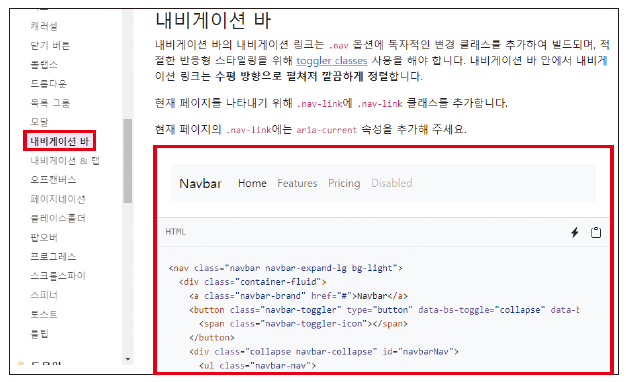 내비게이션 바
캐러셀
닫기 버튼
콜랩스
드롭다운
목록 그룹
모달
내비게이션 바
내비게이션 & 탭
오프캔버스
페이지네이션
플레이스홀더
팝오버
프로그레스
스크롤스파이
스피너
토스트
툴팁
내비게이션 바의 내비게이션 링크는 .nav 옵션에 독자적인 변경 클래스를 추가하여 빌드되며, 적
절한 반응형 스타일링을 위해 toggler classes 사용을 해야 합니다. 내비게이션 바 안에서 내비게
이션 링크는 수평 방향으로 펼쳐져 깔끔하게 정렬합니다.
현재 페이지를 나타내기 위해 .nav-link에 .nav-link 클래스를 추가합니다.
현재 페이지의 .nav-link에는 aria-current 속성을 추가해 주세요.
Navbar Home Features Pricing Disabled
HTML
<nav class="navbar navbar-expand-lg bg-light">
<div class="container-fluid">
<a class="navbar-brand" href="#">Navbar</a>
<button class="navbar-toggler" type="button" data-bs-toggle="collapse" data-b
<span class="navbar-toggler-icon"></span>
</button>
<div class="collapse navbar-collapse" id="navbarNav">
<ul class="navbar-nav">